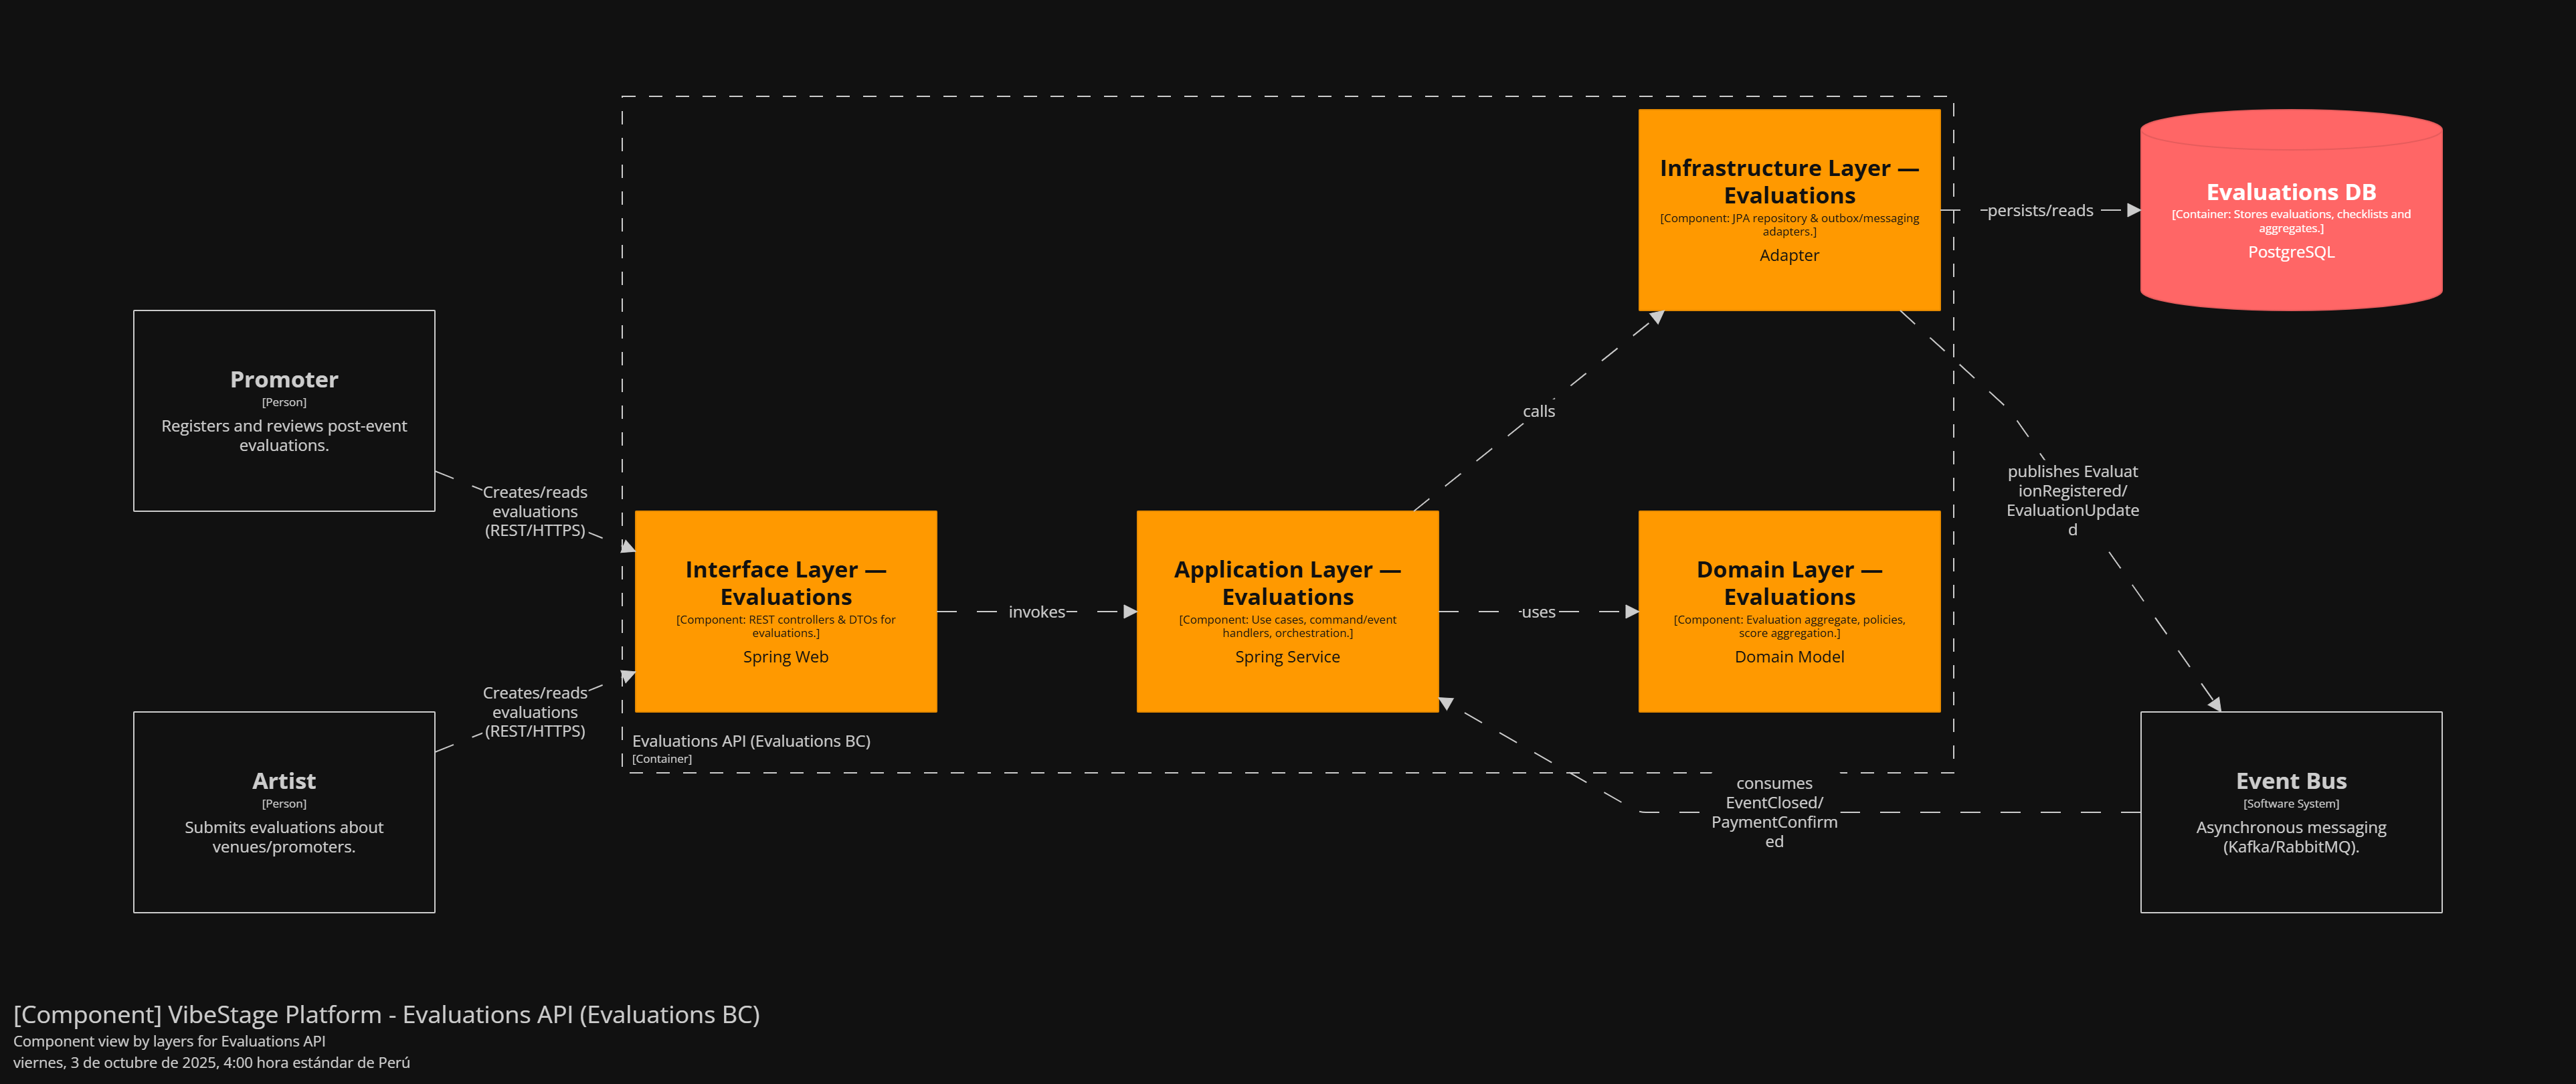 Infrastructure Layer —
Evaluations
[Component: JPA repository & outbox/messaging
adapters.]
Adapter
persists/reads
Evaluations DB
[Container: Stores evaluations, checklists and
aggregates.]
PostgreSQL
Promoter
[Person]
Registers and reviews post-event
evaluations.
calls
Creates/reads
evaluations
(REST/HTTPS)
publishes Evaluat
ionRegistered/
EvaluationUpdate
d
Interface Layer —
Evaluations
[Component: REST controllers & DTOs for
evaluations.]
Spring Web
invokes
Application Layer —
Evaluations
[Component: Use cases, command/event
handlers, orchestration.]
Spring Service
uses
Domain Layer —
Evaluations
[Component: Evaluation aggregate, policies,
score aggregation.]
Domain Model
Creates/reads
evaluations
(REST/HTTPS)
Evaluations API (Evaluations BC)
[Container]
Artist
[Person]
Submits evaluations about
venues/promoters.
consumes
EventClosed/
PaymentConfirm
ed
Event Bus
[Software System]
Asynchronous messaging
(Kafka/RabbitMQ).
[Component] VibeStage Platform - Evaluations API (Evaluations BC)
Component view by layers for Evaluations API
viernes, 3 de octubre de 2025, 4:00 hora estándar de Perú